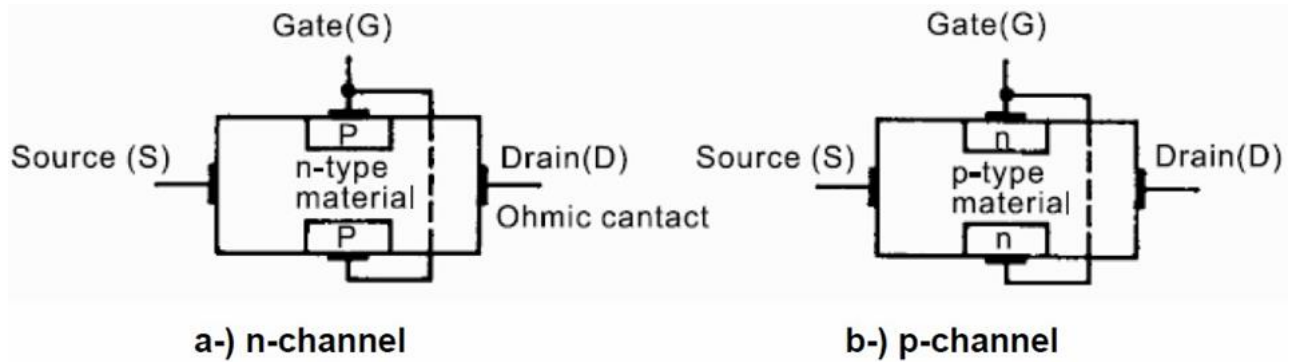 Gate(G)
P
Source (S)
n-type
material
Drain(D)
Ohmic cantact
P
a-) n-channel
Gate(G)
n
Source (S)
p-type
material
Drain(D)
n
b-) p-channel